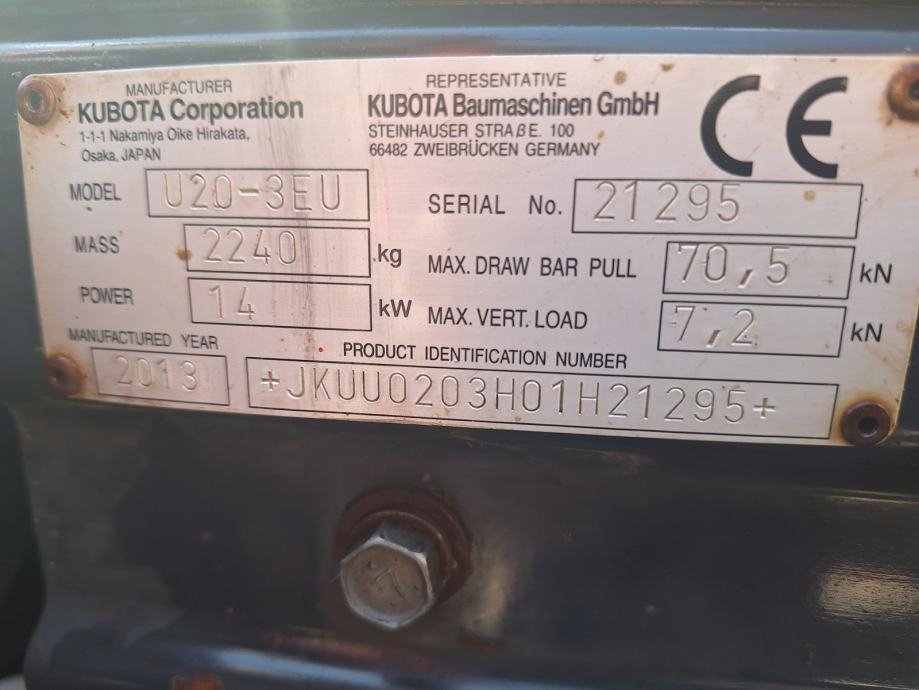 MANUFACTURER
KUBOTA Corporation
1-1-1 Nakamiya Oike Hirakata,
Osaka, JAPAN
REPRESENTATIVE
KUBOTA Baumaschinen GmbH
STEINHAUSER STRAßE. 100
66482 ZWEIBRÜCKEN GERMANY
CE
MODEL U20-3EU
SERIAL No. 21295
MASS 2240 kg
MAX. DRAW BAR PULL 70,5 kN
POWER 14 kW
MAX. VERT. LOAD 7,2 kN
MANUFACTURED YEAR
2013
PRODUCT IDENTIFICATION NUMBER
+JKUU0203H01H21295+
7